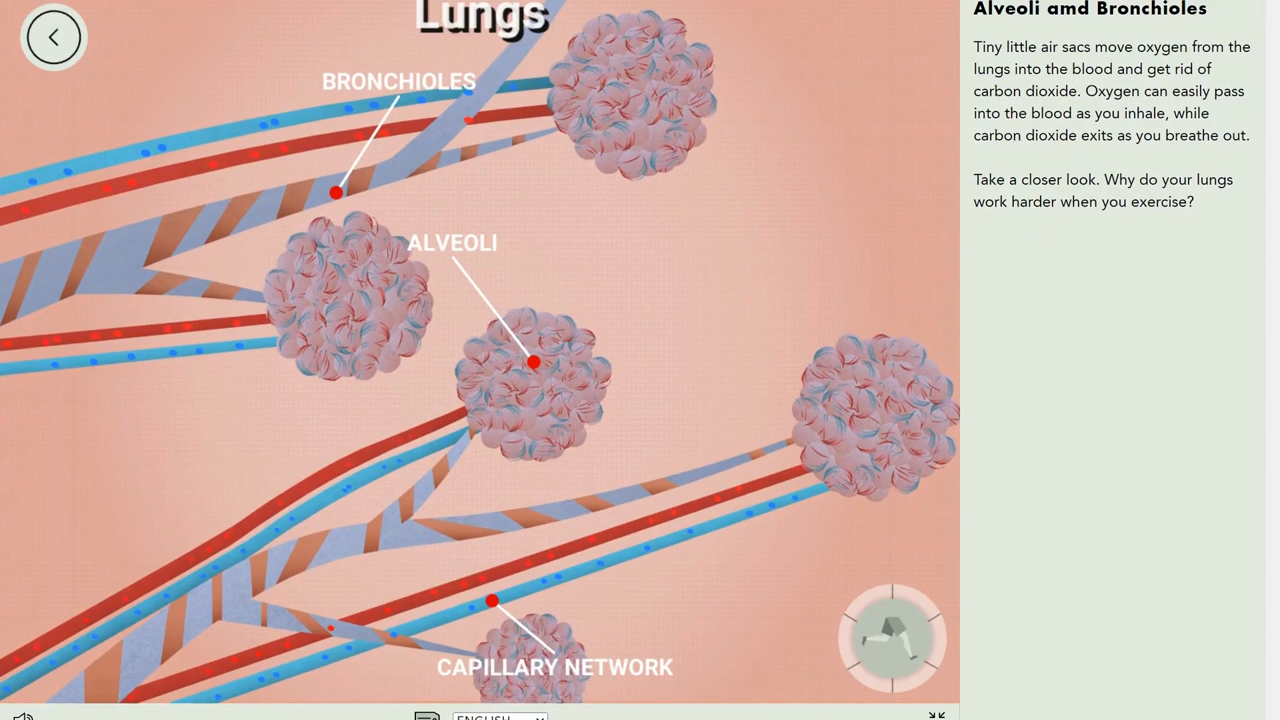 Lungs
BRONCHIOLES
ALVEOLI
CAPILLARY NETWORK
Alveoli amd Bronchioles
Tiny little air sacs move oxygen from the
lungs into the blood and get rid of
carbon dioxide. Oxygen can easily pass
into the blood as you inhale, while
carbon dioxide exits as you breathe out.
Take a closer look. Why do your lungs
work harder when you exercise?
ENGLISH